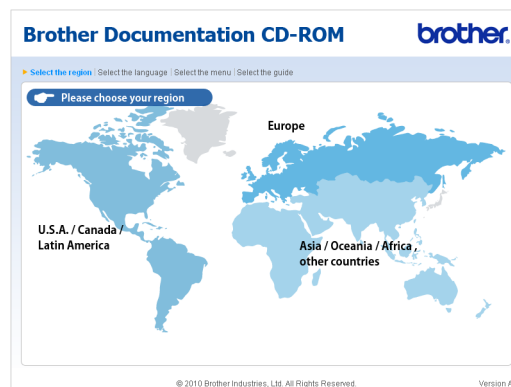 Brother Documentation CD-ROM
brother.
Select the region | Select the language | Select the menu | Select the guide
Please choose your region
Europe
U.S.A. / Canada /
Latin America
Asia / Oceania / Africa ,
other countries
© 2010 Brother Industries, Ltd. All Rights Reserved.
Version A